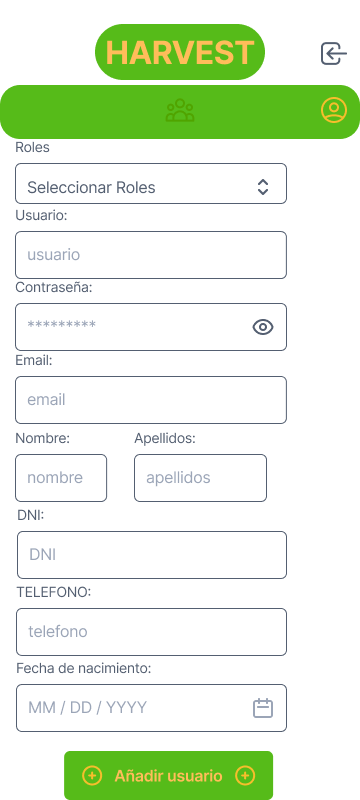 HARVEST
Roles
Seleccionar Roles
Usuario:
usuario
Contraseña:
*********
Email:
email
Nombre: Apellidos:
nombre apellidos
DNI:
DNI
TELEFONO:
telefono
Fecha de nacimiento:
MM / DD / YYYY
Añadir usuario